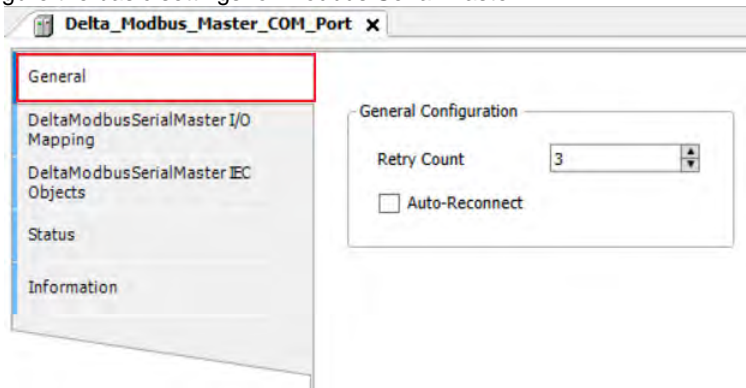 Delta_Modbus_Master_COM_Port X
General
DeltaModbusSerialMaster I/O
Mapping
DeltaModbusSerialMaster IEC
Objects
Status
Information
General Configuration
Retry Count 3
Auto-Reconnect